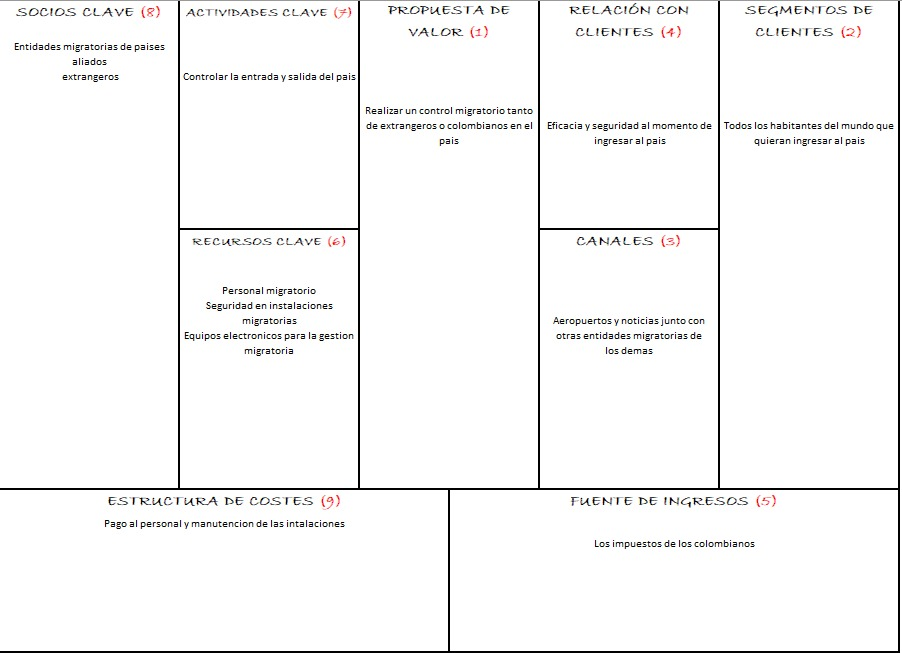 SOCIOS CLAVE (8)
Entidades migratorias de paises
aliados
extrangeros
ACTIVIDADES CLAVE (7)
Controlar la entrada y salida del pais
RECURSOS CLAVE (6)
Personal migratorio
Seguridad en instalaciones
migratorias
Equipos electronicos para la gestion
migratoria
PROPUESTA DE
VALOR (1)
Realizar un control migratorio tanto
de extrangeros o colombianos en el
pais
RELACIÓN CON
CLIENTES (4)
Eficacia y seguridad al momento de
ingresar al pais
CANALES (3)
Aeropuertos y noticias junto con
otras entidades migratorias de
los demas
SEGMENTOS DE
CLIENTES (2)
Todos los habitantes del mundo que
quieran ingresar al pais
ESTRUCTURA DE COSTES (9)
Pago al personal y manutencion de las intalaciones
FUENTE DE INGRESOS (5)
Los impuestos de los colombianos